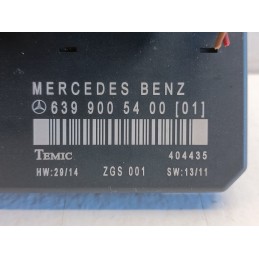 MERCEDES BENZ
639 900 54 00 [01]
TEMIC 404435
HW:29/14 ZGS 001 SW:13/11